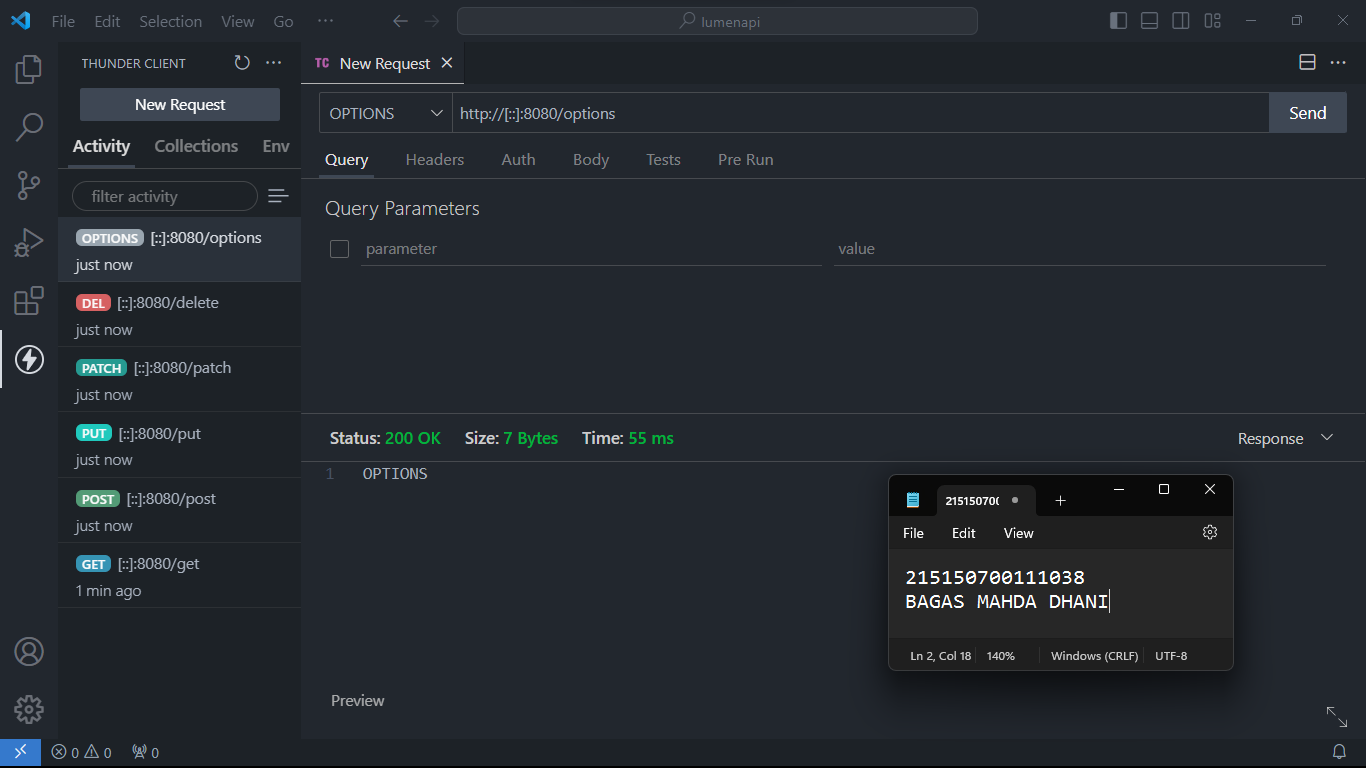 File Edit Selection View Go ··· lumenapi
THUNDER CLIENT ···
New Request
Activity Collections Env
filter activity
OPTIONS [::]:8080/options
just now
DEL [::]:8080/delete
just now
PATCH [::]:8080/patch
just now
PUT [::]:8080/put
just now
POST [::]:8080/post
just now
GET [::]:8080/get
1 min ago
TC New Request
OPTIONS http://[::]:8080/options Send
Query Headers Auth Body Tests Pre Run
Query Parameters
parameter value
Status: 200 OK Size: 7 Bytes Time: 55 ms Response
1 OPTIONS
Preview
21515070
File Edit View
215150700111038
BAGAS MAHDA DHANI
Ln 2, Col 18 140% Windows (CRLF) UTF-8
0 0 0